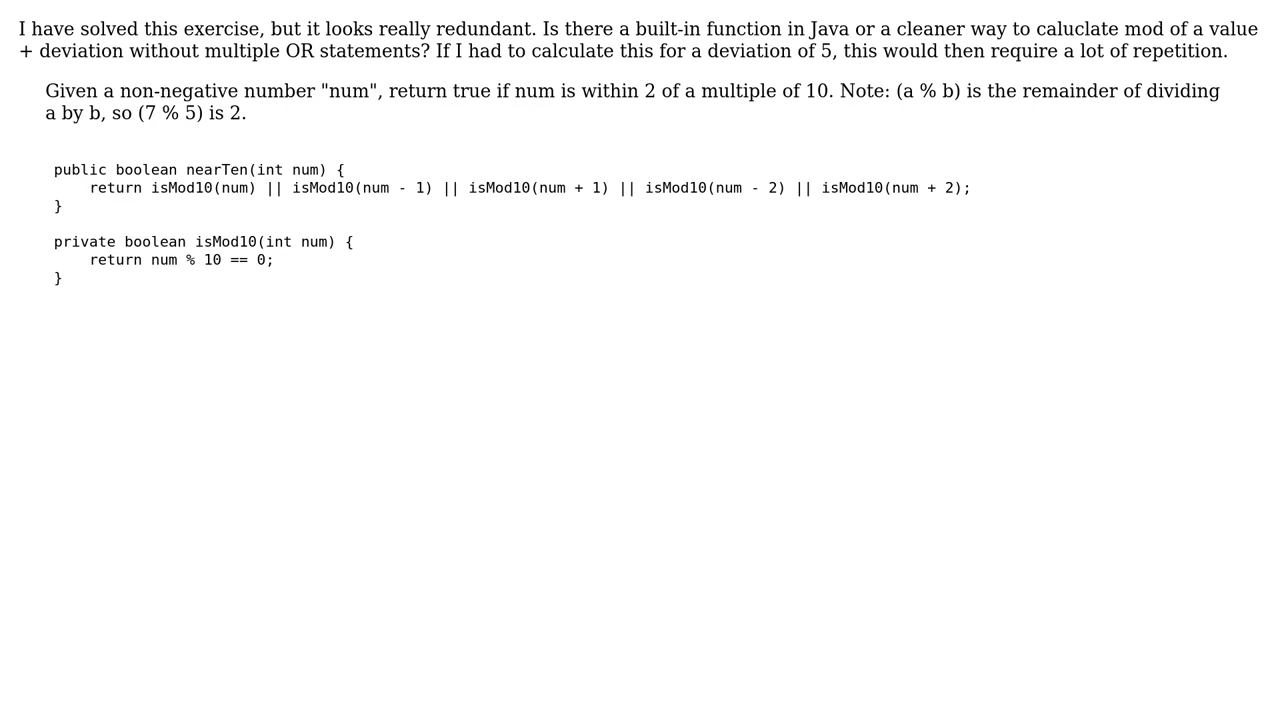 I have solved this exercise, but it looks really redundant. Is there a built-in function in Java or a cleaner way to caluclate mod of a value
+ deviation without multiple OR statements? If I had to calculate this for a deviation of 5, this would then require a lot of repetition.
Given a non-negative number "num", return true if num is within 2 of a multiple of 10. Note: (a % b) is the remainder of dividing
a by b, so (7 % 5) is 2.
public boolean nearTen(int num) {
    return isMod10(num) || isMod10(num - 1) || isMod10(num + 1) || isMod10(num - 2) || isMod10(num + 2);
}
private boolean isMod10(int num) {
    return num % 10 == 0;
}